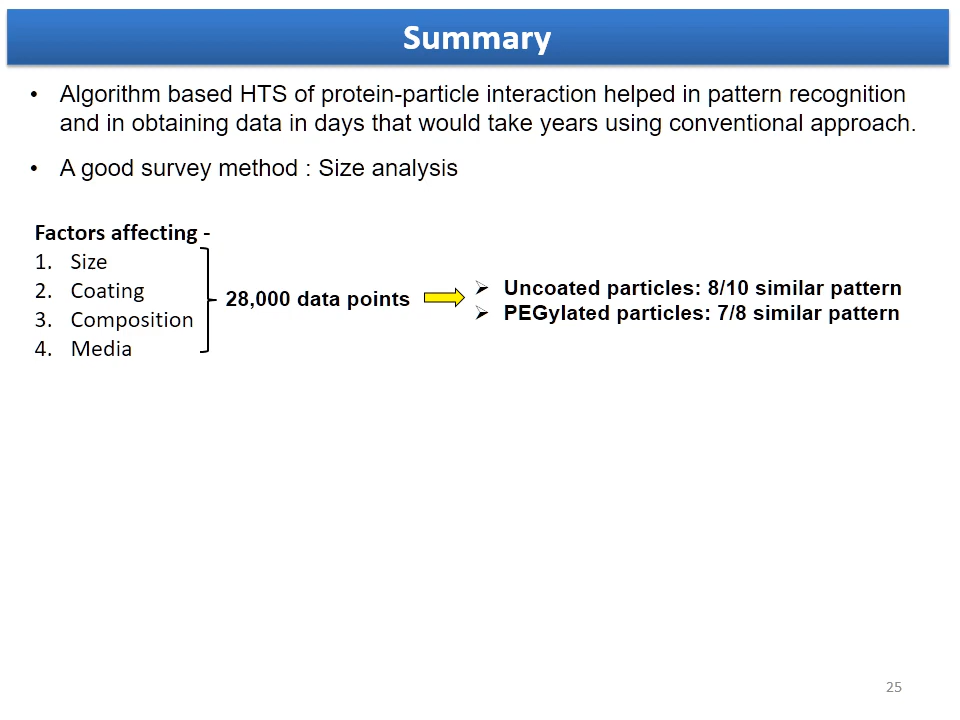 Summary
• Algorithm based HTS of protein-particle interaction helped in pattern recognition
and in obtaining data in days that would take years using conventional approach.
• A good survey method : Size analysis
Factors affecting -
1. Size
2. Coating
3. Composition
4. Media
28,000 data points
➢ Uncoated particles: 8/10 similar pattern
➢ PEGylated particles: 7/8 similar pattern
25